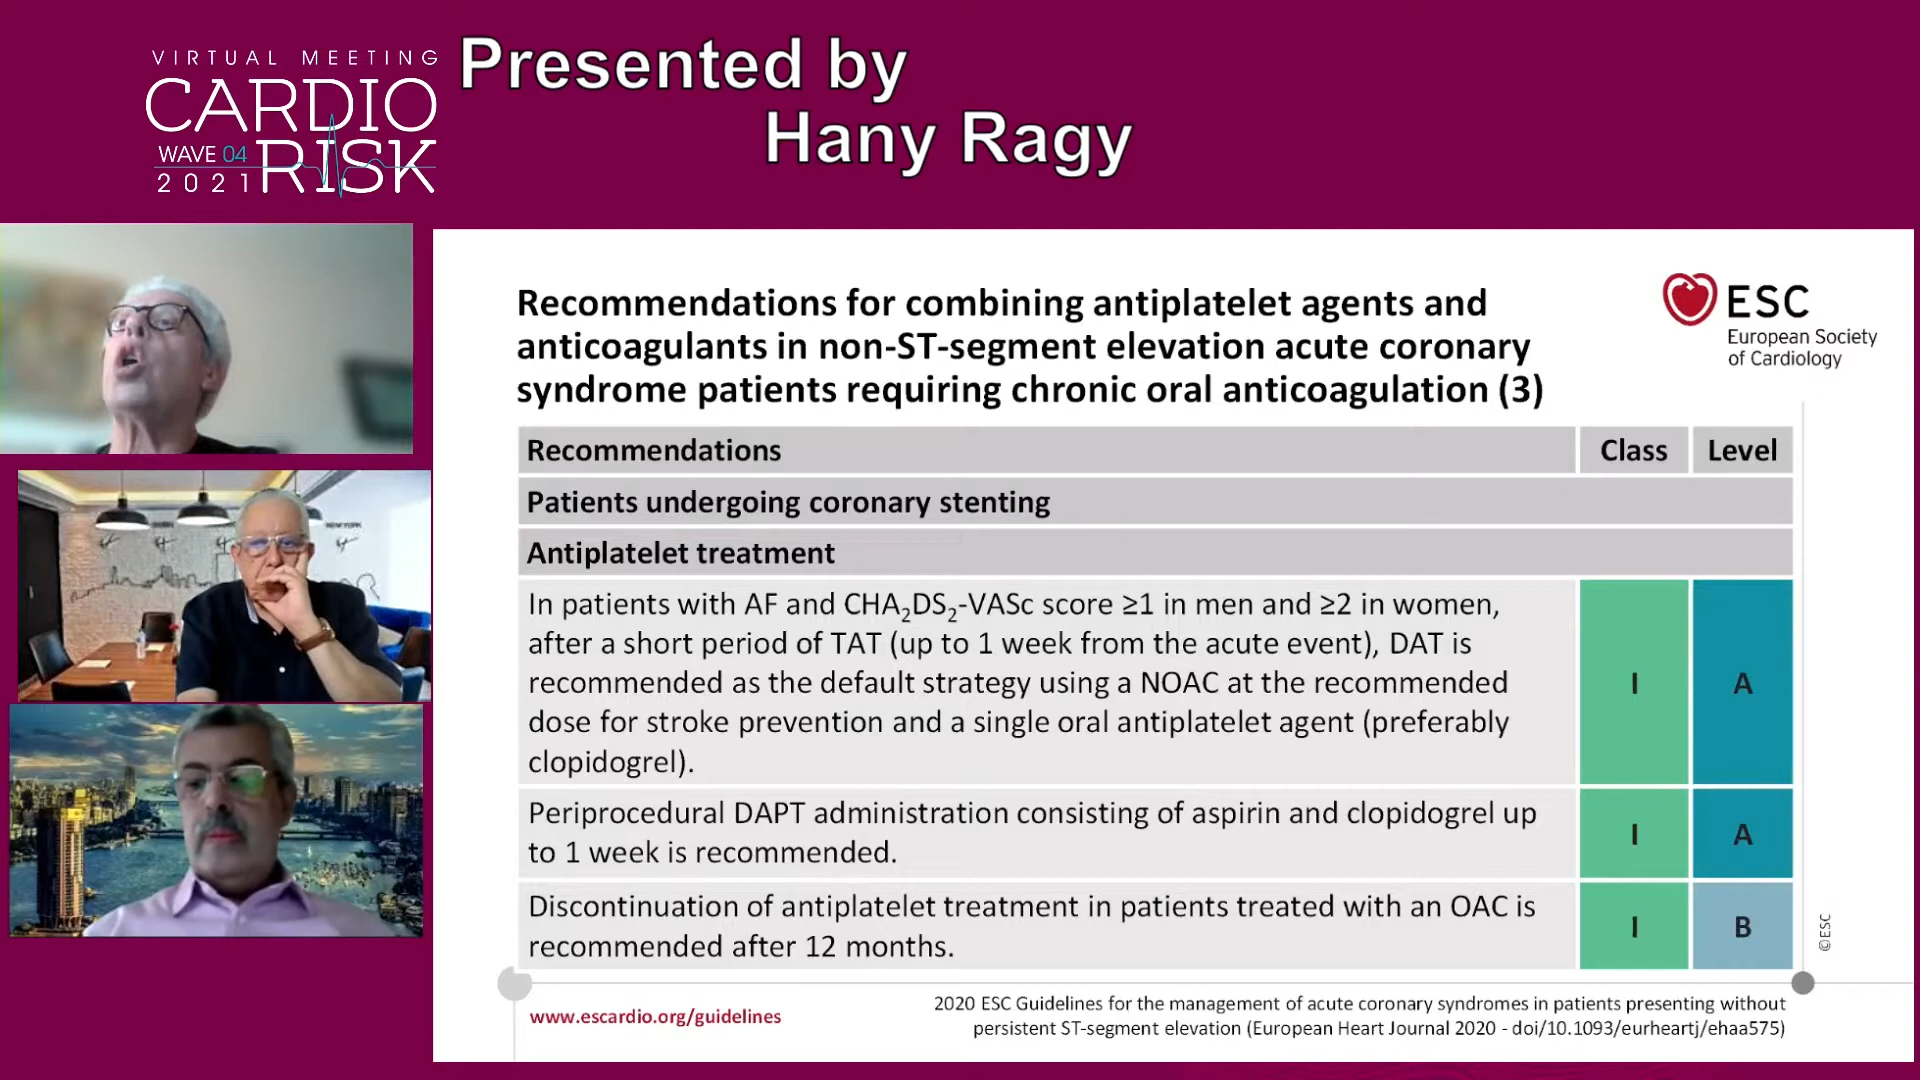 VIRTUAL MEETING
CARDIO
WAVE 04
RISK
2021
Presented by
Hany Ragy
NEW YORK
Recommendations for combining antiplatelet agents and
anticoagulants in non-ST-segment elevation acute coronary
syndrome patients requiring chronic oral anticoagulation (3)
ESC
European Society
of Cardiology
Recommendations Class Level
Patients undergoing coronary stenting
Antiplatelet treatment
In patients with AF and CHA₂DS₂-VASc score ≥1 in men and ≥2 in women,
after a short period of TAT (up to 1 week from the acute event), DAT is
recommended as the default strategy using a NOAC at the recommended
dose for stroke prevention and a single oral antiplatelet agent (preferably
clopidogrel).
I A
Periprocedural DAPT administration consisting of aspirin and clopidogrel up
to 1 week is recommended.
I A
Discontinuation of antiplatelet treatment in patients treated with an OAC is
recommended after 12 months.
I B
©ESC
www.escardio.org/guidelines
2020 ESC Guidelines for the management of acute coronary syndromes in patients presenting without
persistent ST-segment elevation (European Heart Journal 2020 - doi/10.1093/eurheartj/ehaa575)